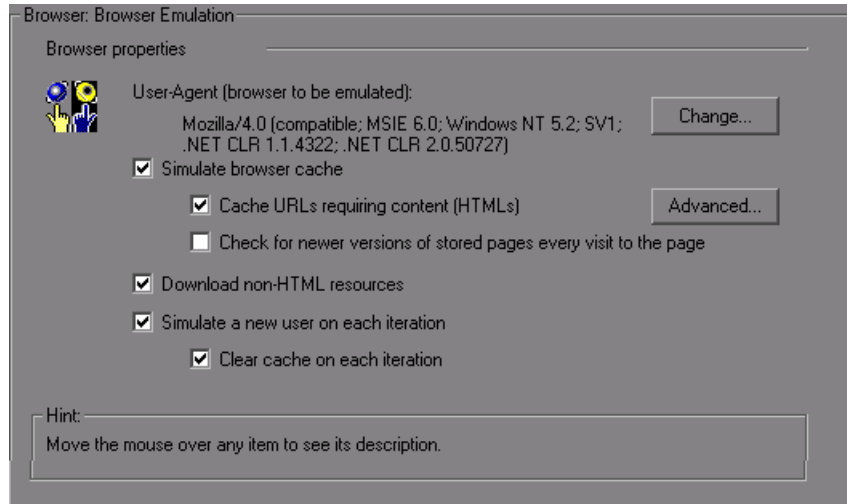 Browser: Browser Emulation
Browser properties
User-Agent (browser to be emulated):
Mozilla/4.0 (compatible; MSIE 6.0; Windows NT 5.2; SV1;
.NET CLR 1.1.4322; .NET CLR 2.0.50727)
Change...
Simulate browser cache
Cache URLs requiring content (HTMLs)
Advanced...
Check for newer versions of stored pages every visit to the page
Download non-HTML resources
Simulate a new user on each iteration
Clear cache on each iteration
Hint:
Move the mouse over any item to see its description.